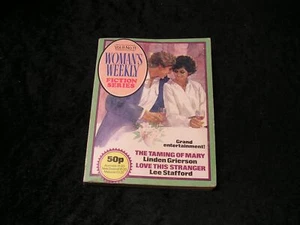 WOMAN'S
WEEKLY
FICTION
SERIES
Grand
entertainment!
THE TAMING OF MARY
Linden Grierson
LOVE THIS STRANGER
Lee Stafford
50p